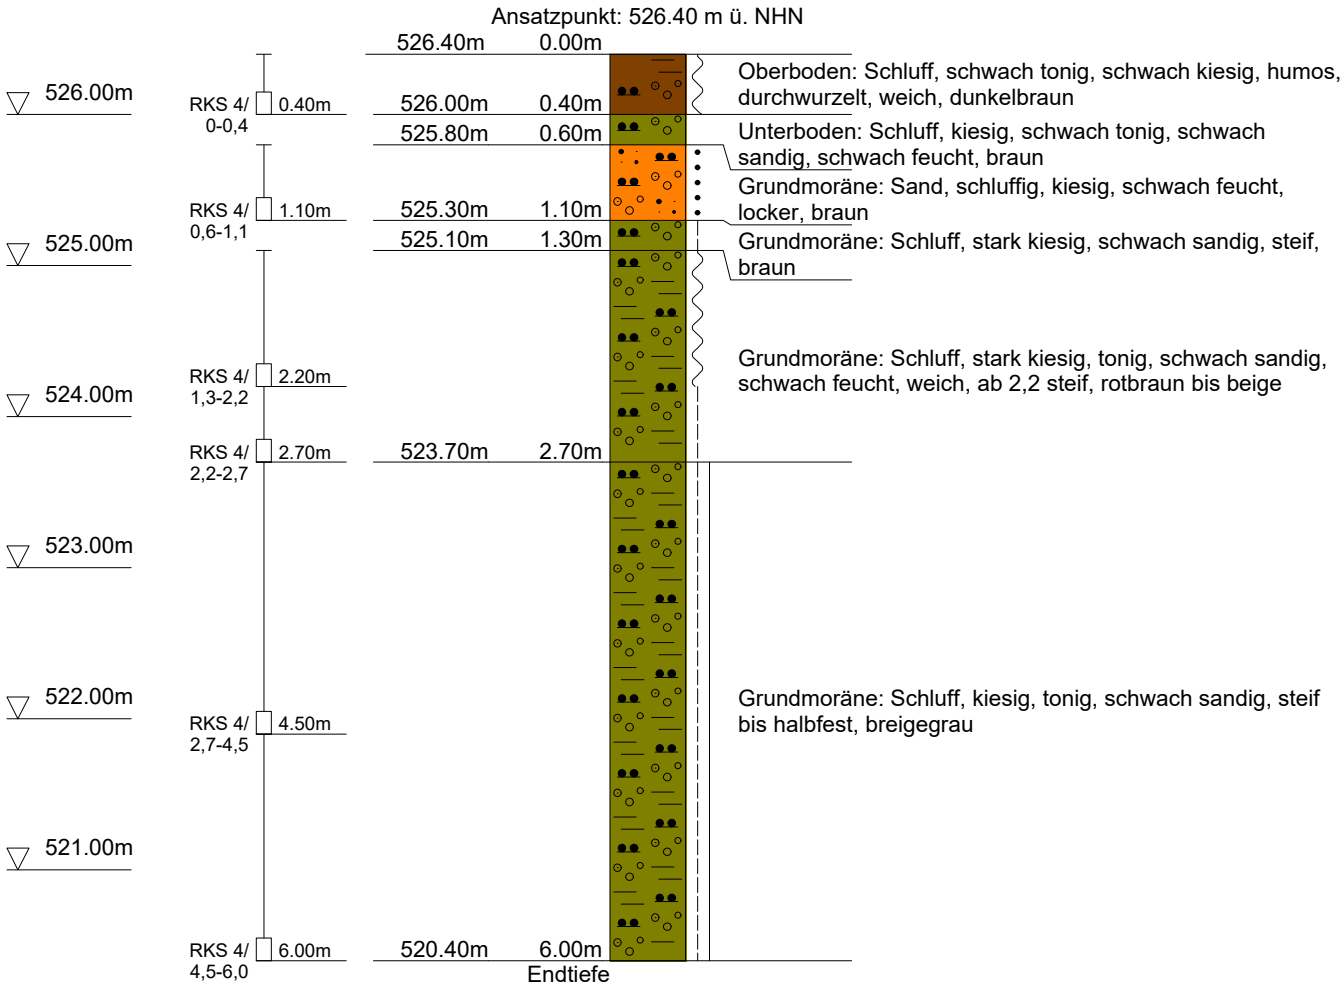 Ansatzpunkt: 526.40 m ü. NHN
526.40m 0.00m
Oberboden: Schluff, schwach tonig, schwach kiesig, humos,
durchwurzelt, weich, dunkelbraun
526.00m
RKS 4/
0-0,4
0.40m
526.00m 0.40m
525.80m 0.60m
Unterboden: Schluff, kiesig, schwach tonig, schwach
sandig, schwach feucht, braun
Grundmoräne: Sand, schluffig, kiesig, schwach feucht,
locker, braun
RKS 4/
0,6-1,1
1.10m
525.30m 1.10m
525.00m
525.10m 1.30m
Grundmoräne: Schluff, stark kiesig, schwach sandig, steif,
braun
Grundmoräne: Schluff, stark kiesig, tonig, schwach sandig,
schwach feucht, weich, ab 2,2 steif, rotbraun bis beige
RKS 4/
1,3-2,2
2.20m
524.00m
RKS 4/
2,2-2,7
2.70m
523.70m 2.70m
523.00m
522.00m
RKS 4/
2,7-4,5
4.50m
Grundmoräne: Schluff, kiesig, tonig, schwach sandig, steif
bis halbfest, breigegrau
521.00m
RKS 4/
4,5-6,0
6.00m
520.40m 6.00m
Endtiefe